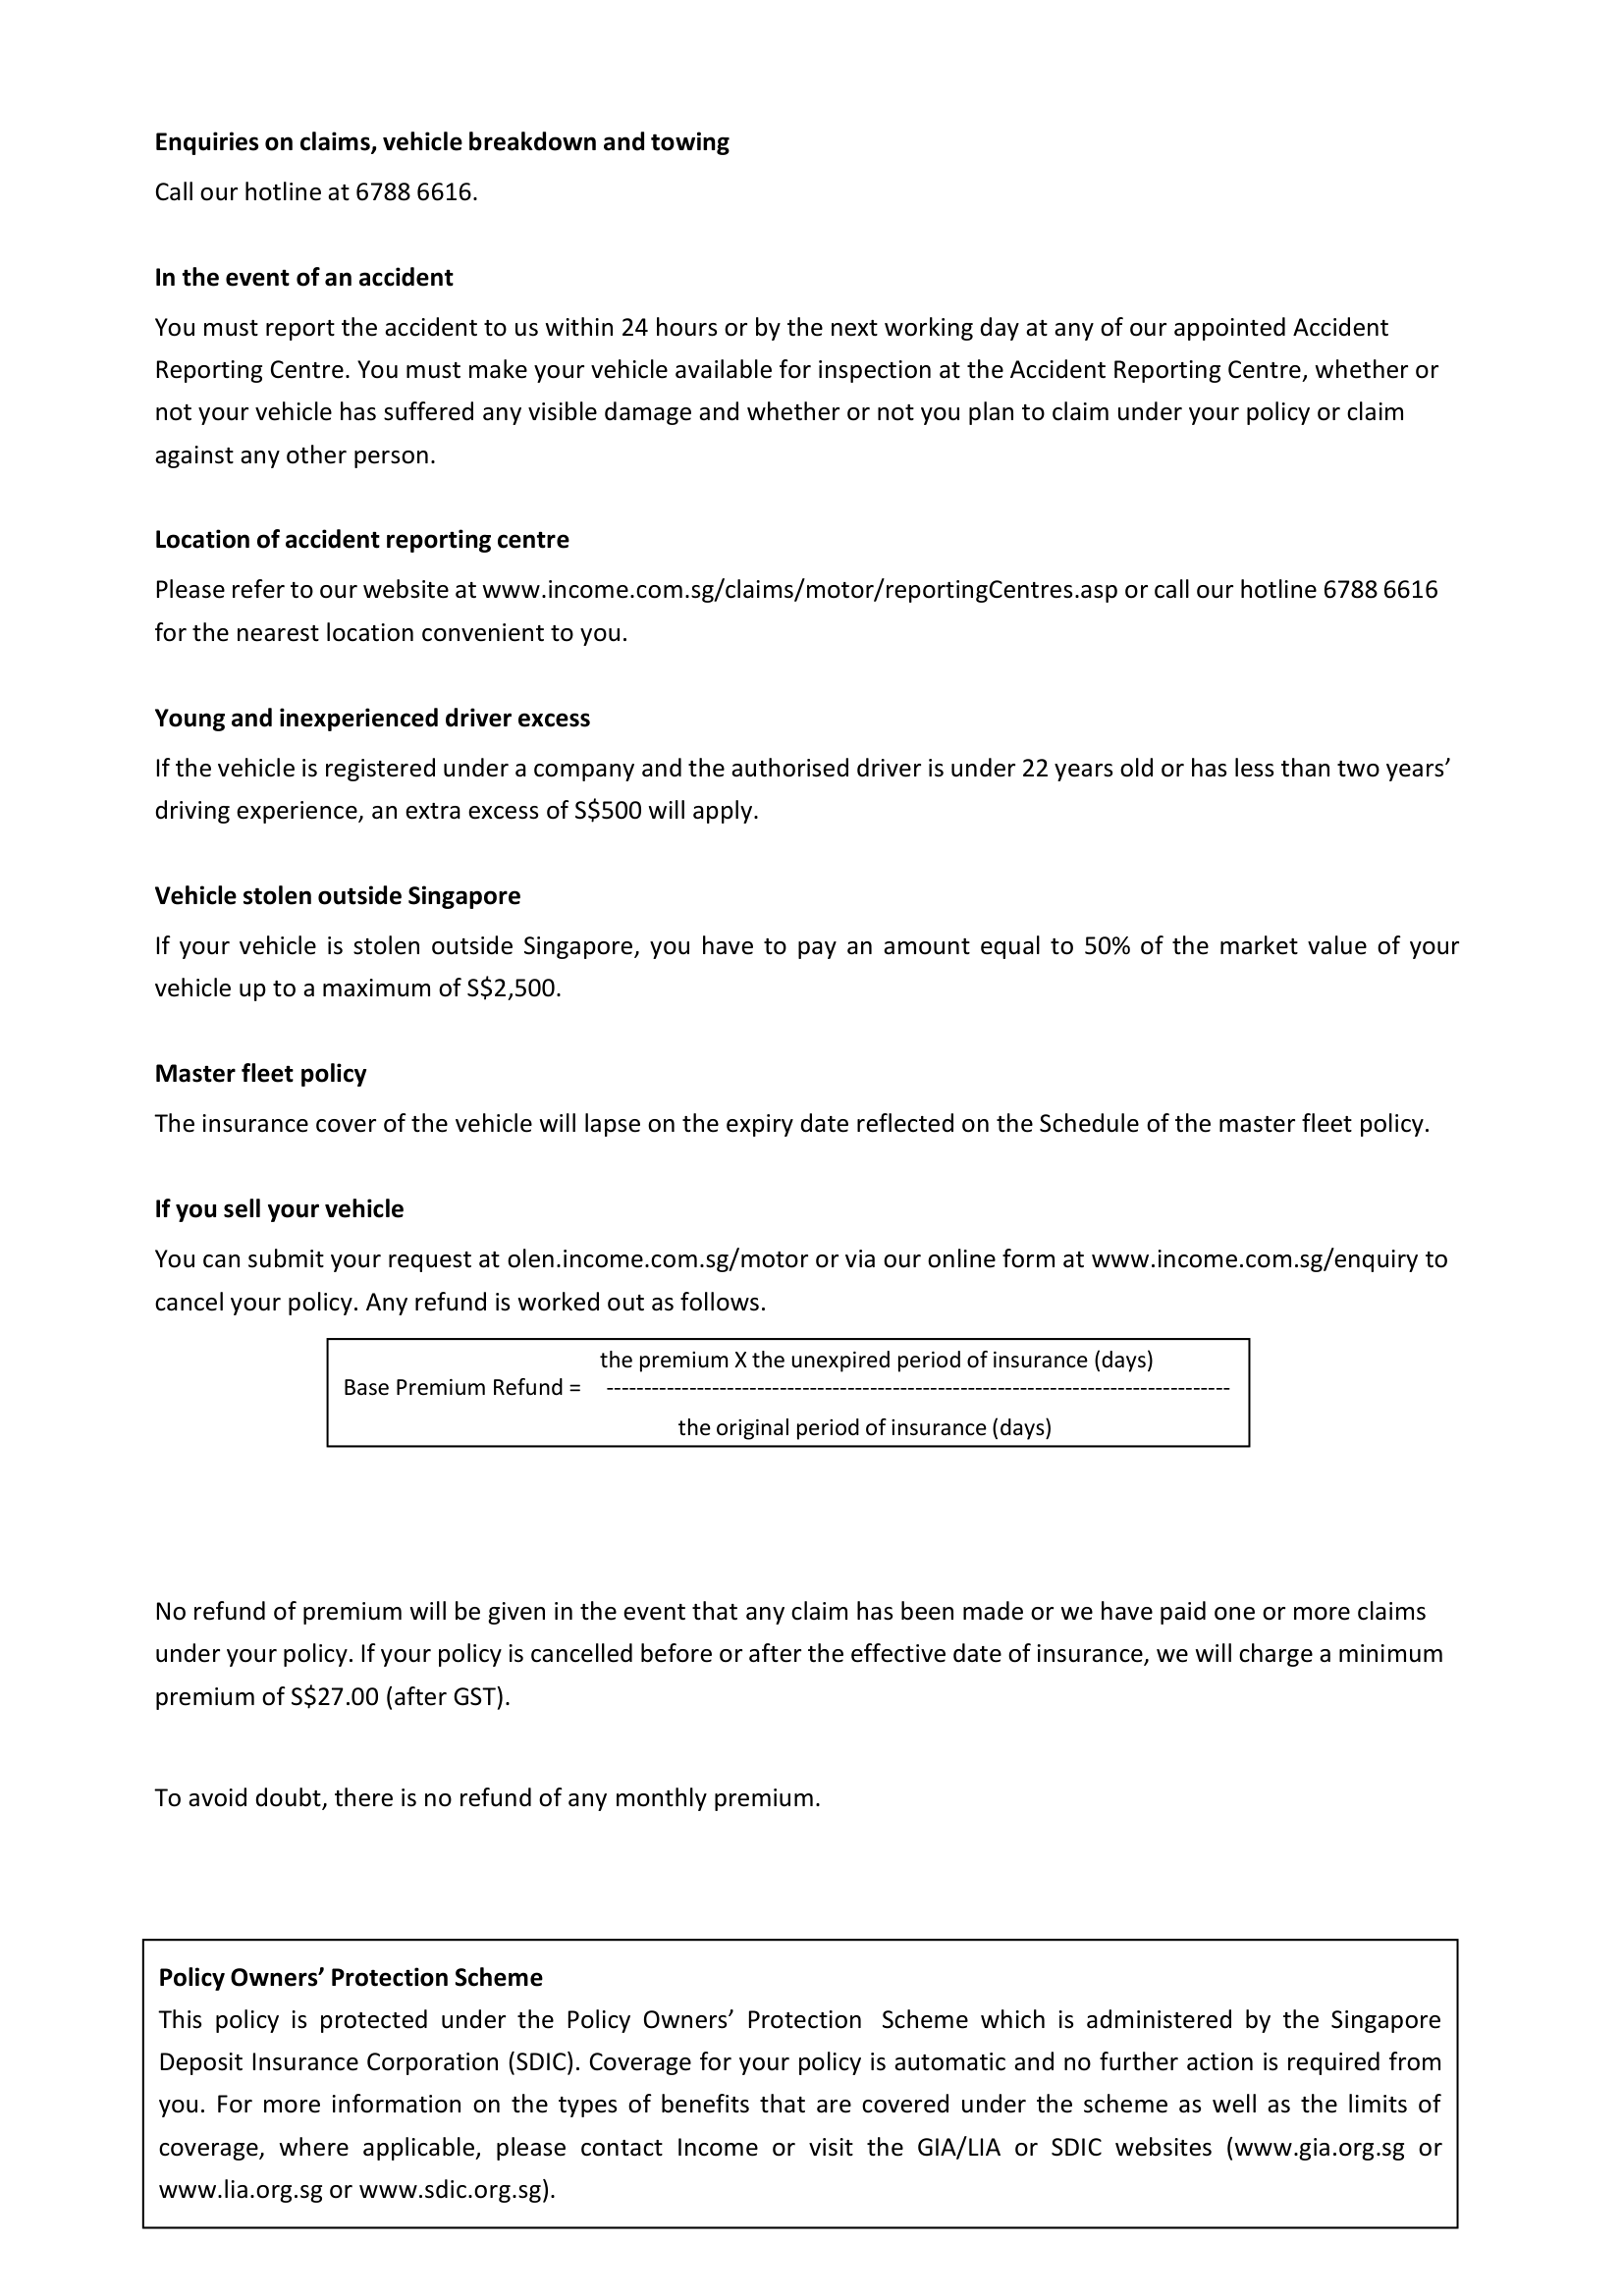 Enquiries on claims, vehicle breakdown and towing
Call our hotline at 6788 6616.
In the event of an accident
You must report the accident to us within 24 hours or by the next working day at any of our appointed Accident
Reporting Centre. You must make your vehicle available for inspection at the Accident Reporting Centre, whether or
not your vehicle has suffered any visible damage and whether or not you plan to claim under your policy or claim
against any other person.
Location of accident reporting centre
Please refer to our website at www.income.com.sg/claims/motor/reportingCentres.asp or call our hotline 6788 6616
for the nearest location convenient to you.
Young and inexperienced driver excess
If the vehicle is registered under a company and the authorised driver is under 22 years old or has less than two years’
driving experience, an extra excess of S$500 will apply.
Vehicle stolen outside Singapore
If your vehicle is stolen outside Singapore, you have to pay an amount equal to 50% of the market value of your
vehicle up to a maximum of S$2,500.
Master fleet policy
The insurance cover of the vehicle will lapse on the expiry date reflected on the Schedule of the master fleet policy.
If you sell your vehicle
You can submit your request at olen.income.com.sg/motor or via our online form at www.income.com.sg/enquiry to
cancel your policy. Any refund is worked out as follows.
the premium X the unexpired period of insurance (days)
Base Premium Refund = -----------------------------------------------------------------------------------
the original period of insurance (days)
No refund of premium will be given in the event that any claim has been made or we have paid one or more claims
under your policy. If your policy is cancelled before or after the effective date of insurance, we will charge a minimum
premium of S$27.00 (after GST).
To avoid doubt, there is no refund of any monthly premium.
Policy Owners’ Protection Scheme
This policy is protected under the Policy Owners’ Protection Scheme which is administered by the Singapore
Deposit Insurance Corporation (SDIC). Coverage for your policy is automatic and no further action is required from
you. For more information on the types of benefits that are covered under the scheme as well as the limits of
coverage, where applicable, please contact Income or visit the GIA/LIA or SDIC websites (www.gia.org.sg or
www.lia.org.sg or www.sdic.org.sg).